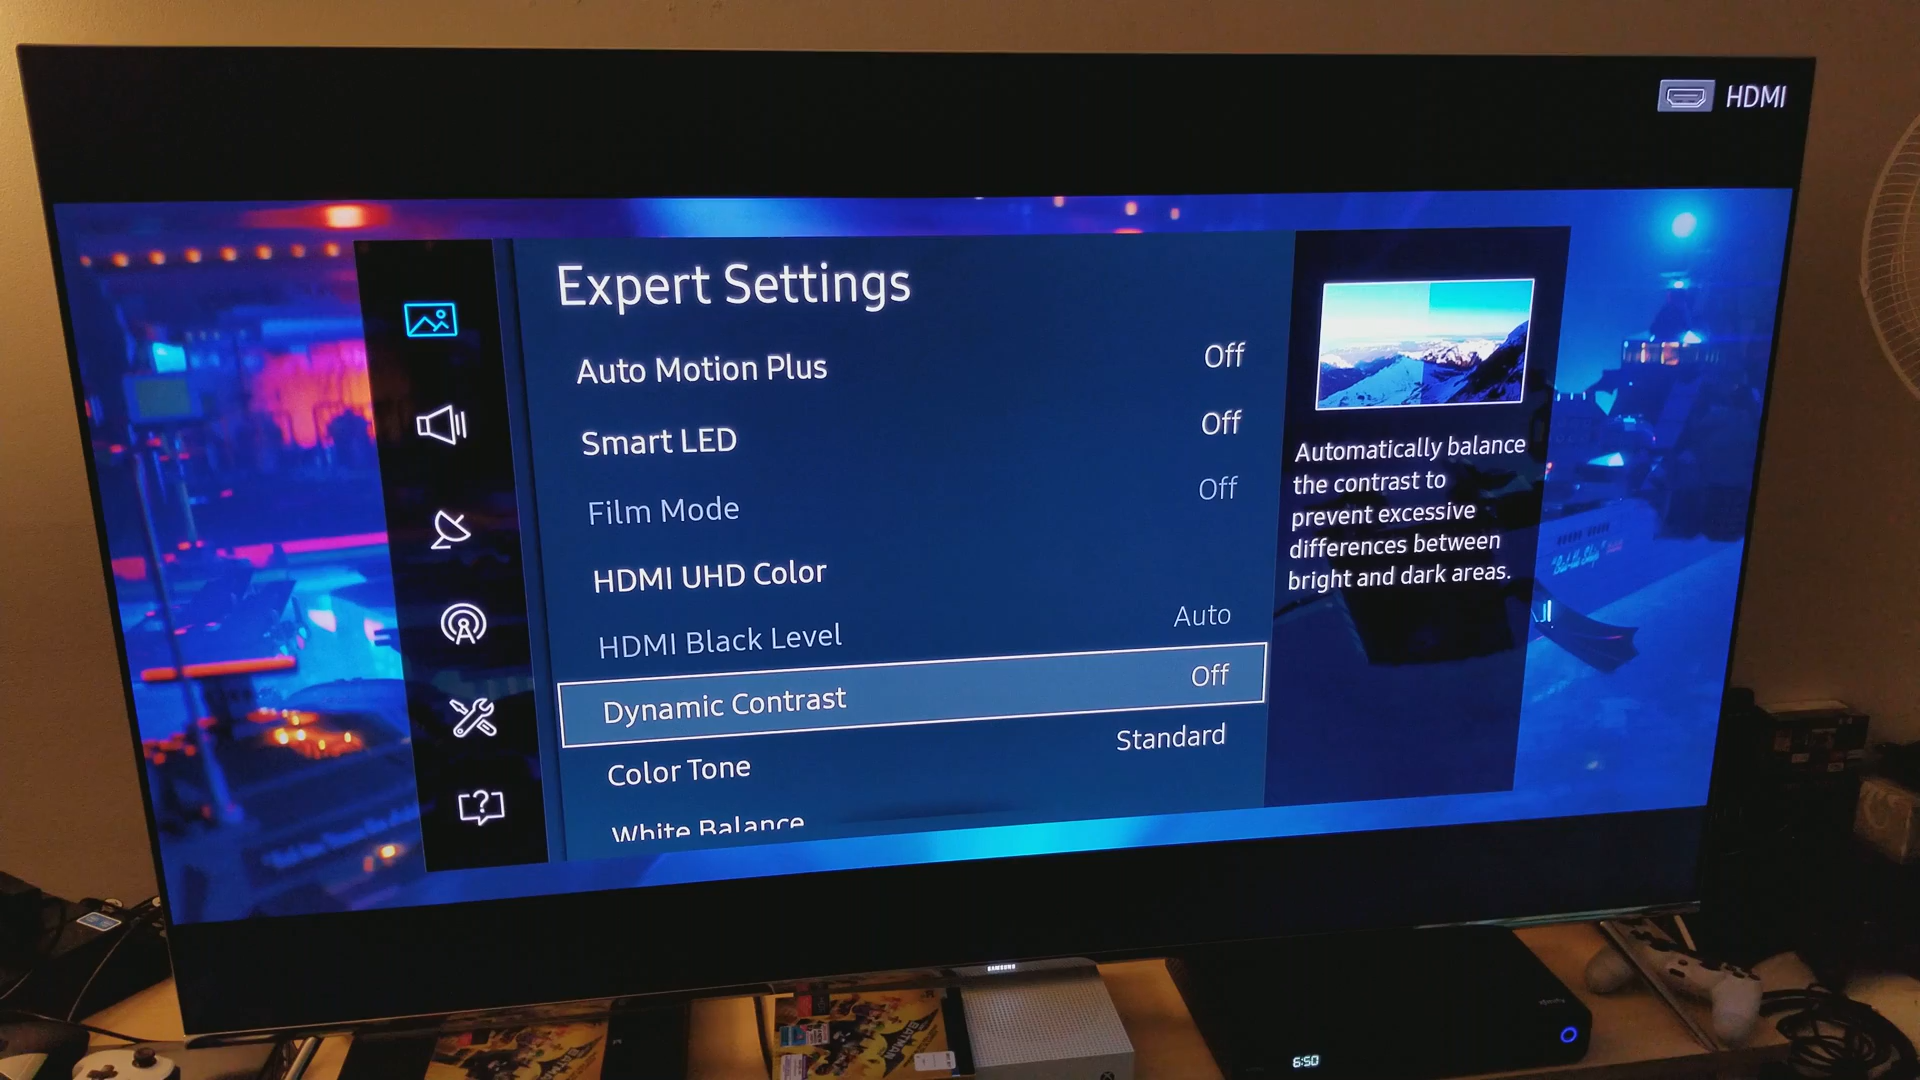 HDMI
Expert Settings
Auto Motion Plus Off
Smart LED Off
Film Mode Off
HDMI UHD Color
HDMI Black Level Auto
Dynamic Contrast Off
Color Tone Standard
White Balance
Automatically balance
the contrast to
prevent excessive
differences between
bright and dark areas.
SAMSUNG
xfinity
6:50
BATMAN